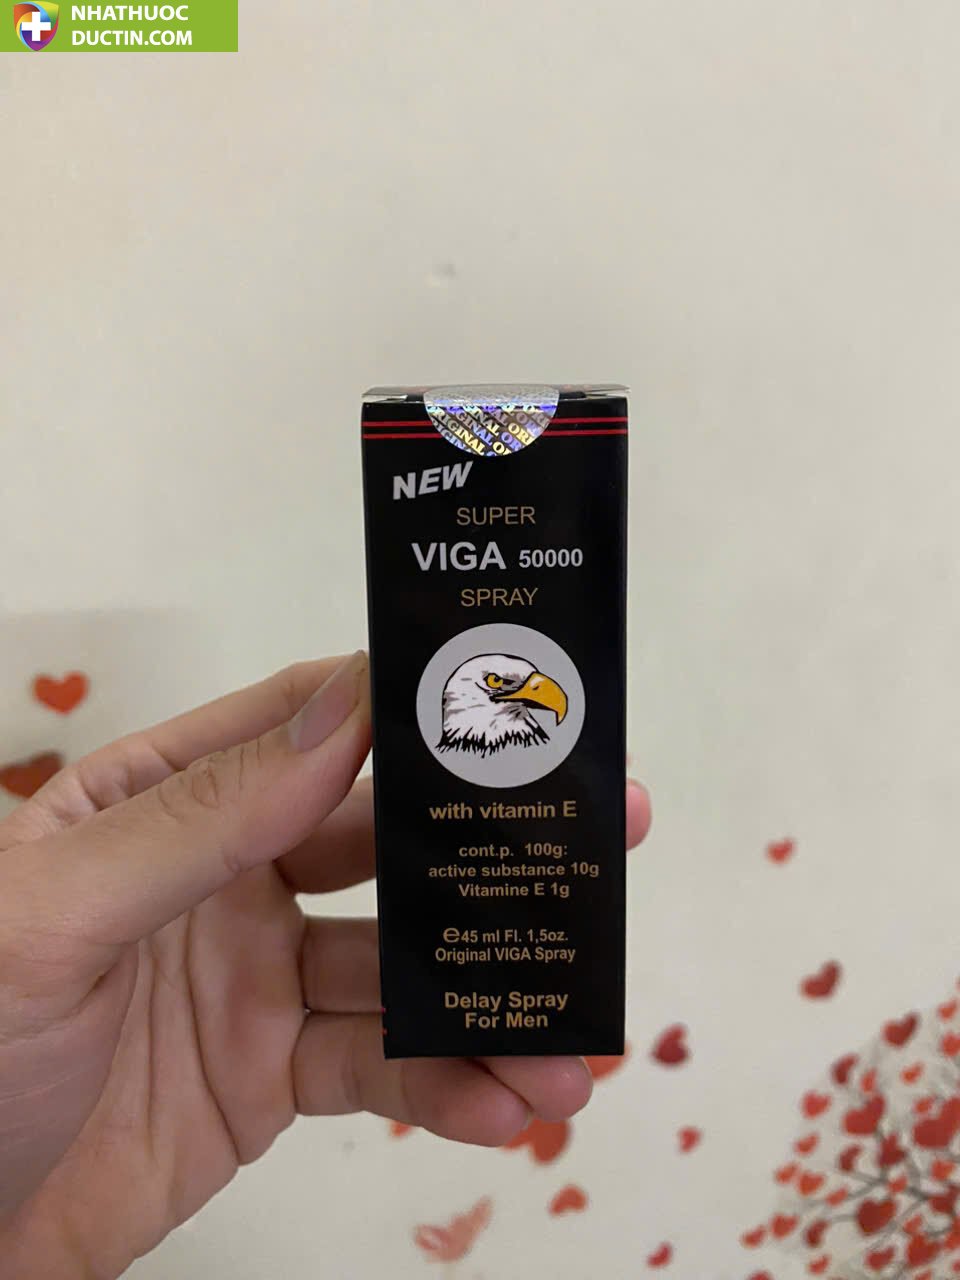 NHATHUOC
DUCTIN.COM
ORIGINAL
NEW
SUPER
VIGA 50000
SPRAY
with vitamin E
cont.p. 100g:
active substance 10g
Vitamine E 1g
℮45 ml Fl. 1,5oz.
Original VIGA Spray
Delay Spray
For Men